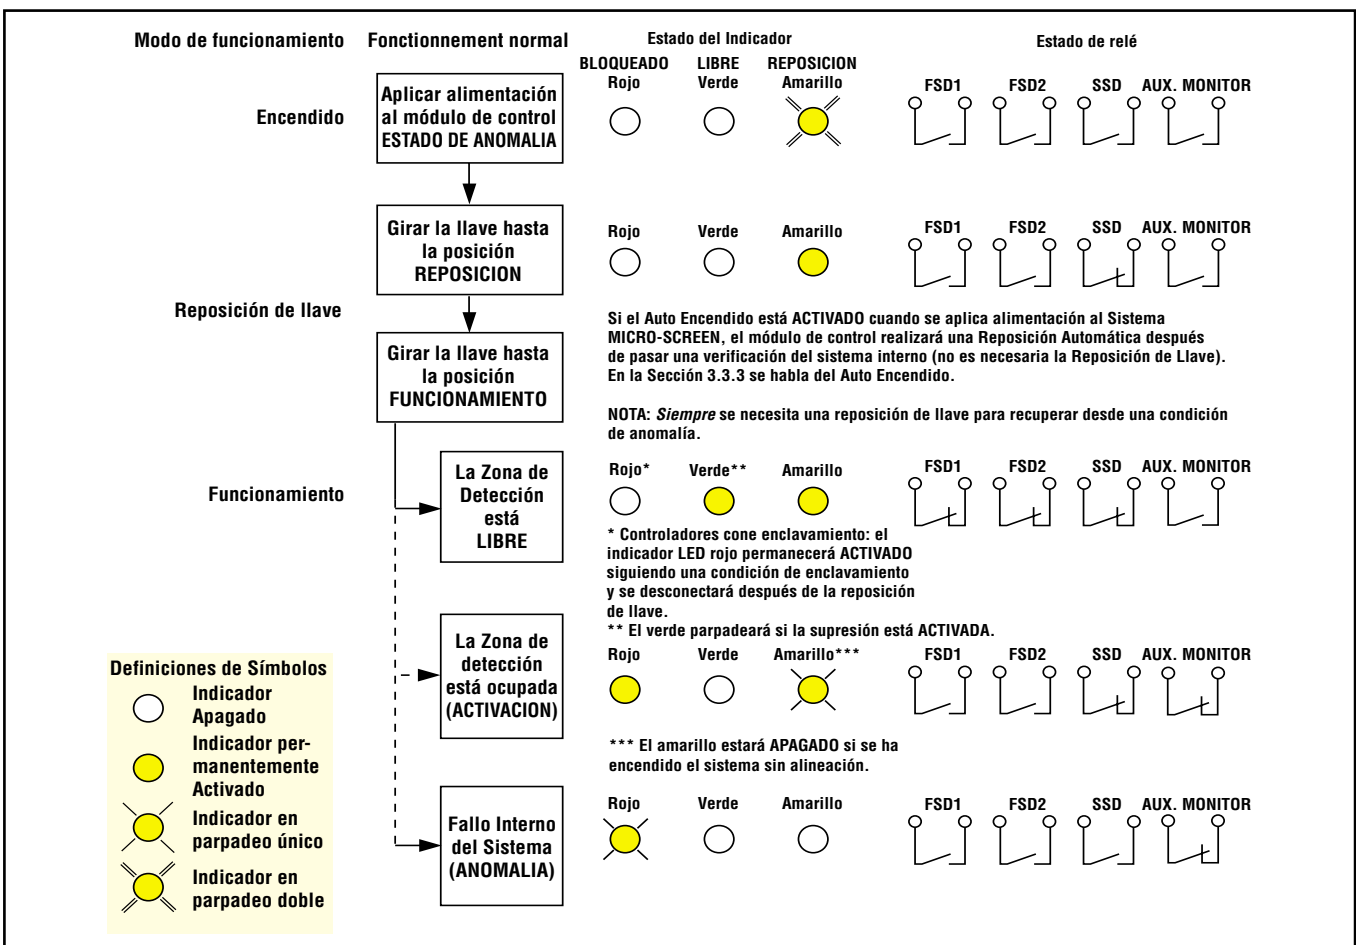 Modo de funcionamiento
Fonctionnement normal
Estado del Indicador
Estado de relé
BLOQUEADO LIBRE REPOSICION
Encendido
Aplicar alimentación
al módulo de control
ESTADO DE ANOMALIA
Rojo Verde Amarillo
FSD1 FSD2 SSD AUX. MONITOR
Reposición de llave
Girar la llave hasta
la posición
REPOSICION
Rojo Verde Amarillo
FSD1 FSD2 SSD AUX. MONITOR
Girar la llave hasta
la posición
FUNCIONAMIENTO
Si el Auto Encendido está ACTIVADO cuando se aplica alimentación al Sistema
MICRO-SCREEN, el módulo de control realizará una Reposición Automática después
de pasar una verificación del sistema interno (no es necesaria la Reposición de Llave).
En la Sección 3.3.3 se habla del Auto Encendido.
NOTA: Siempre se necesita una reposición de llave para recuperar desde una condición
de anomalía.
Funcionamiento
La Zona de
Detección
está
LIBRE
Rojo* Verde** Amarillo
FSD1 FSD2 SSD AUX. MONITOR
* Controladores cone enclavamiento: el
indicador LED rojo permanecerá ACTIVADO
siguiendo una condición de enclavamiento
y se desconectará después de la reposición
de llave.
** El verde parpadeará si la supresión está ACTIVADA.
La Zona de
detección
está ocupada
(ACTIVACION)
Rojo Verde Amarillo***
FSD1 FSD2 SSD AUX. MONITOR
*** El amarillo estará APAGADO si se ha
encendido el sistema sin alineación.
Fallo Interno
del Sistema
(ANOMALIA)
Rojo Verde Amarillo
FSD1 FSD2 SSD AUX. MONITOR
Definiciones de Símbolos
Indicador
Apagado
Indicador per-
manentemente
Activado
Indicador en
parpadeo único
Indicador en
parpadeo doble